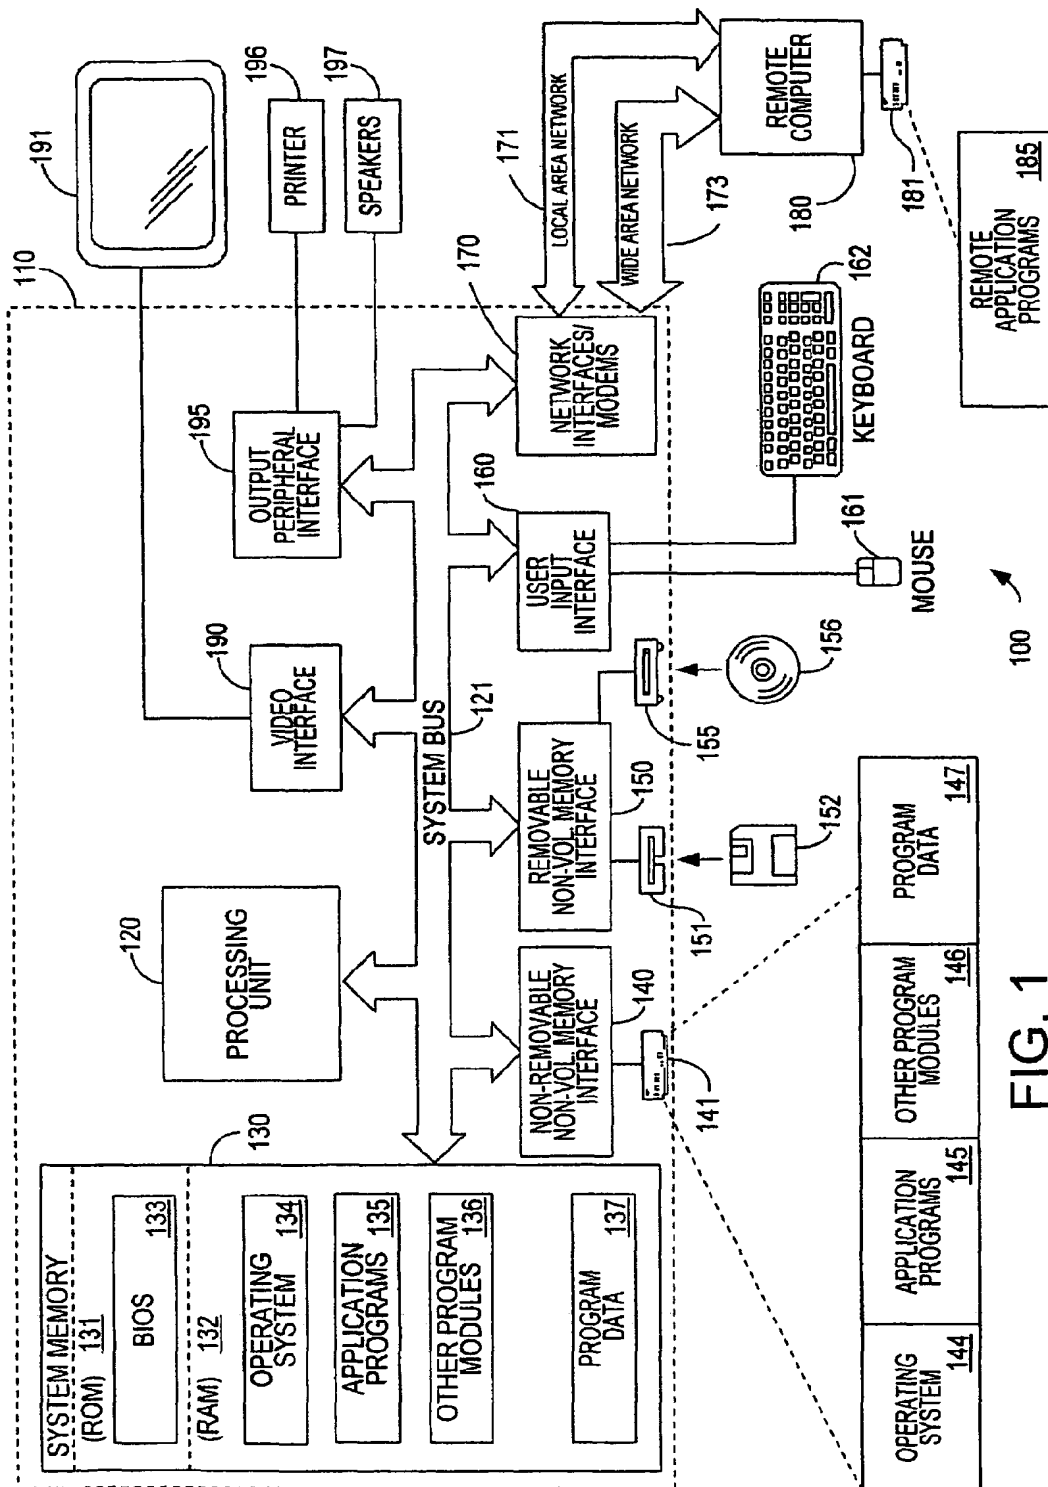 SYSTEM MEMORY
(ROM) 131
BIOS 133
(RAM) 132
OPERATING
SYSTEM 134
APPLICATION
PROGRAMS 135
OTHER PROGRAM
MODULES 136
PROGRAM
DATA 137
130
120
PROCESSING
UNIT
190
VIDEO
INTERFACE
195
OUTPUT
PERIPHERAL
INTERFACE
110
191
196
PRINTER
197
SPEAKERS
SYSTEM BUS
121
NON-REMOVABLE
NON-VOL. MEMORY
INTERFACE
140
REMOVABLE
NON-VOL. MEMORY
INTERFACE
150
160
USER
INPUT
INTERFACE
170
NETWORK
INTERFACES/
MODEMS
171
LOCAL AREA NETWORK
WIDE AREA NETWORK
173
REMOTE
COMPUTER
180
181
141
151
152
155
156
161
MOUSE
162
KEYBOARD
REMOTE
APPLICATION
PROGRAMS 185
OPERATING
SYSTEM 144
APPLICATION
PROGRAMS 145
OTHER PROGRAM
MODULES 146
PROGRAM
DATA 147
100
FIG. 1